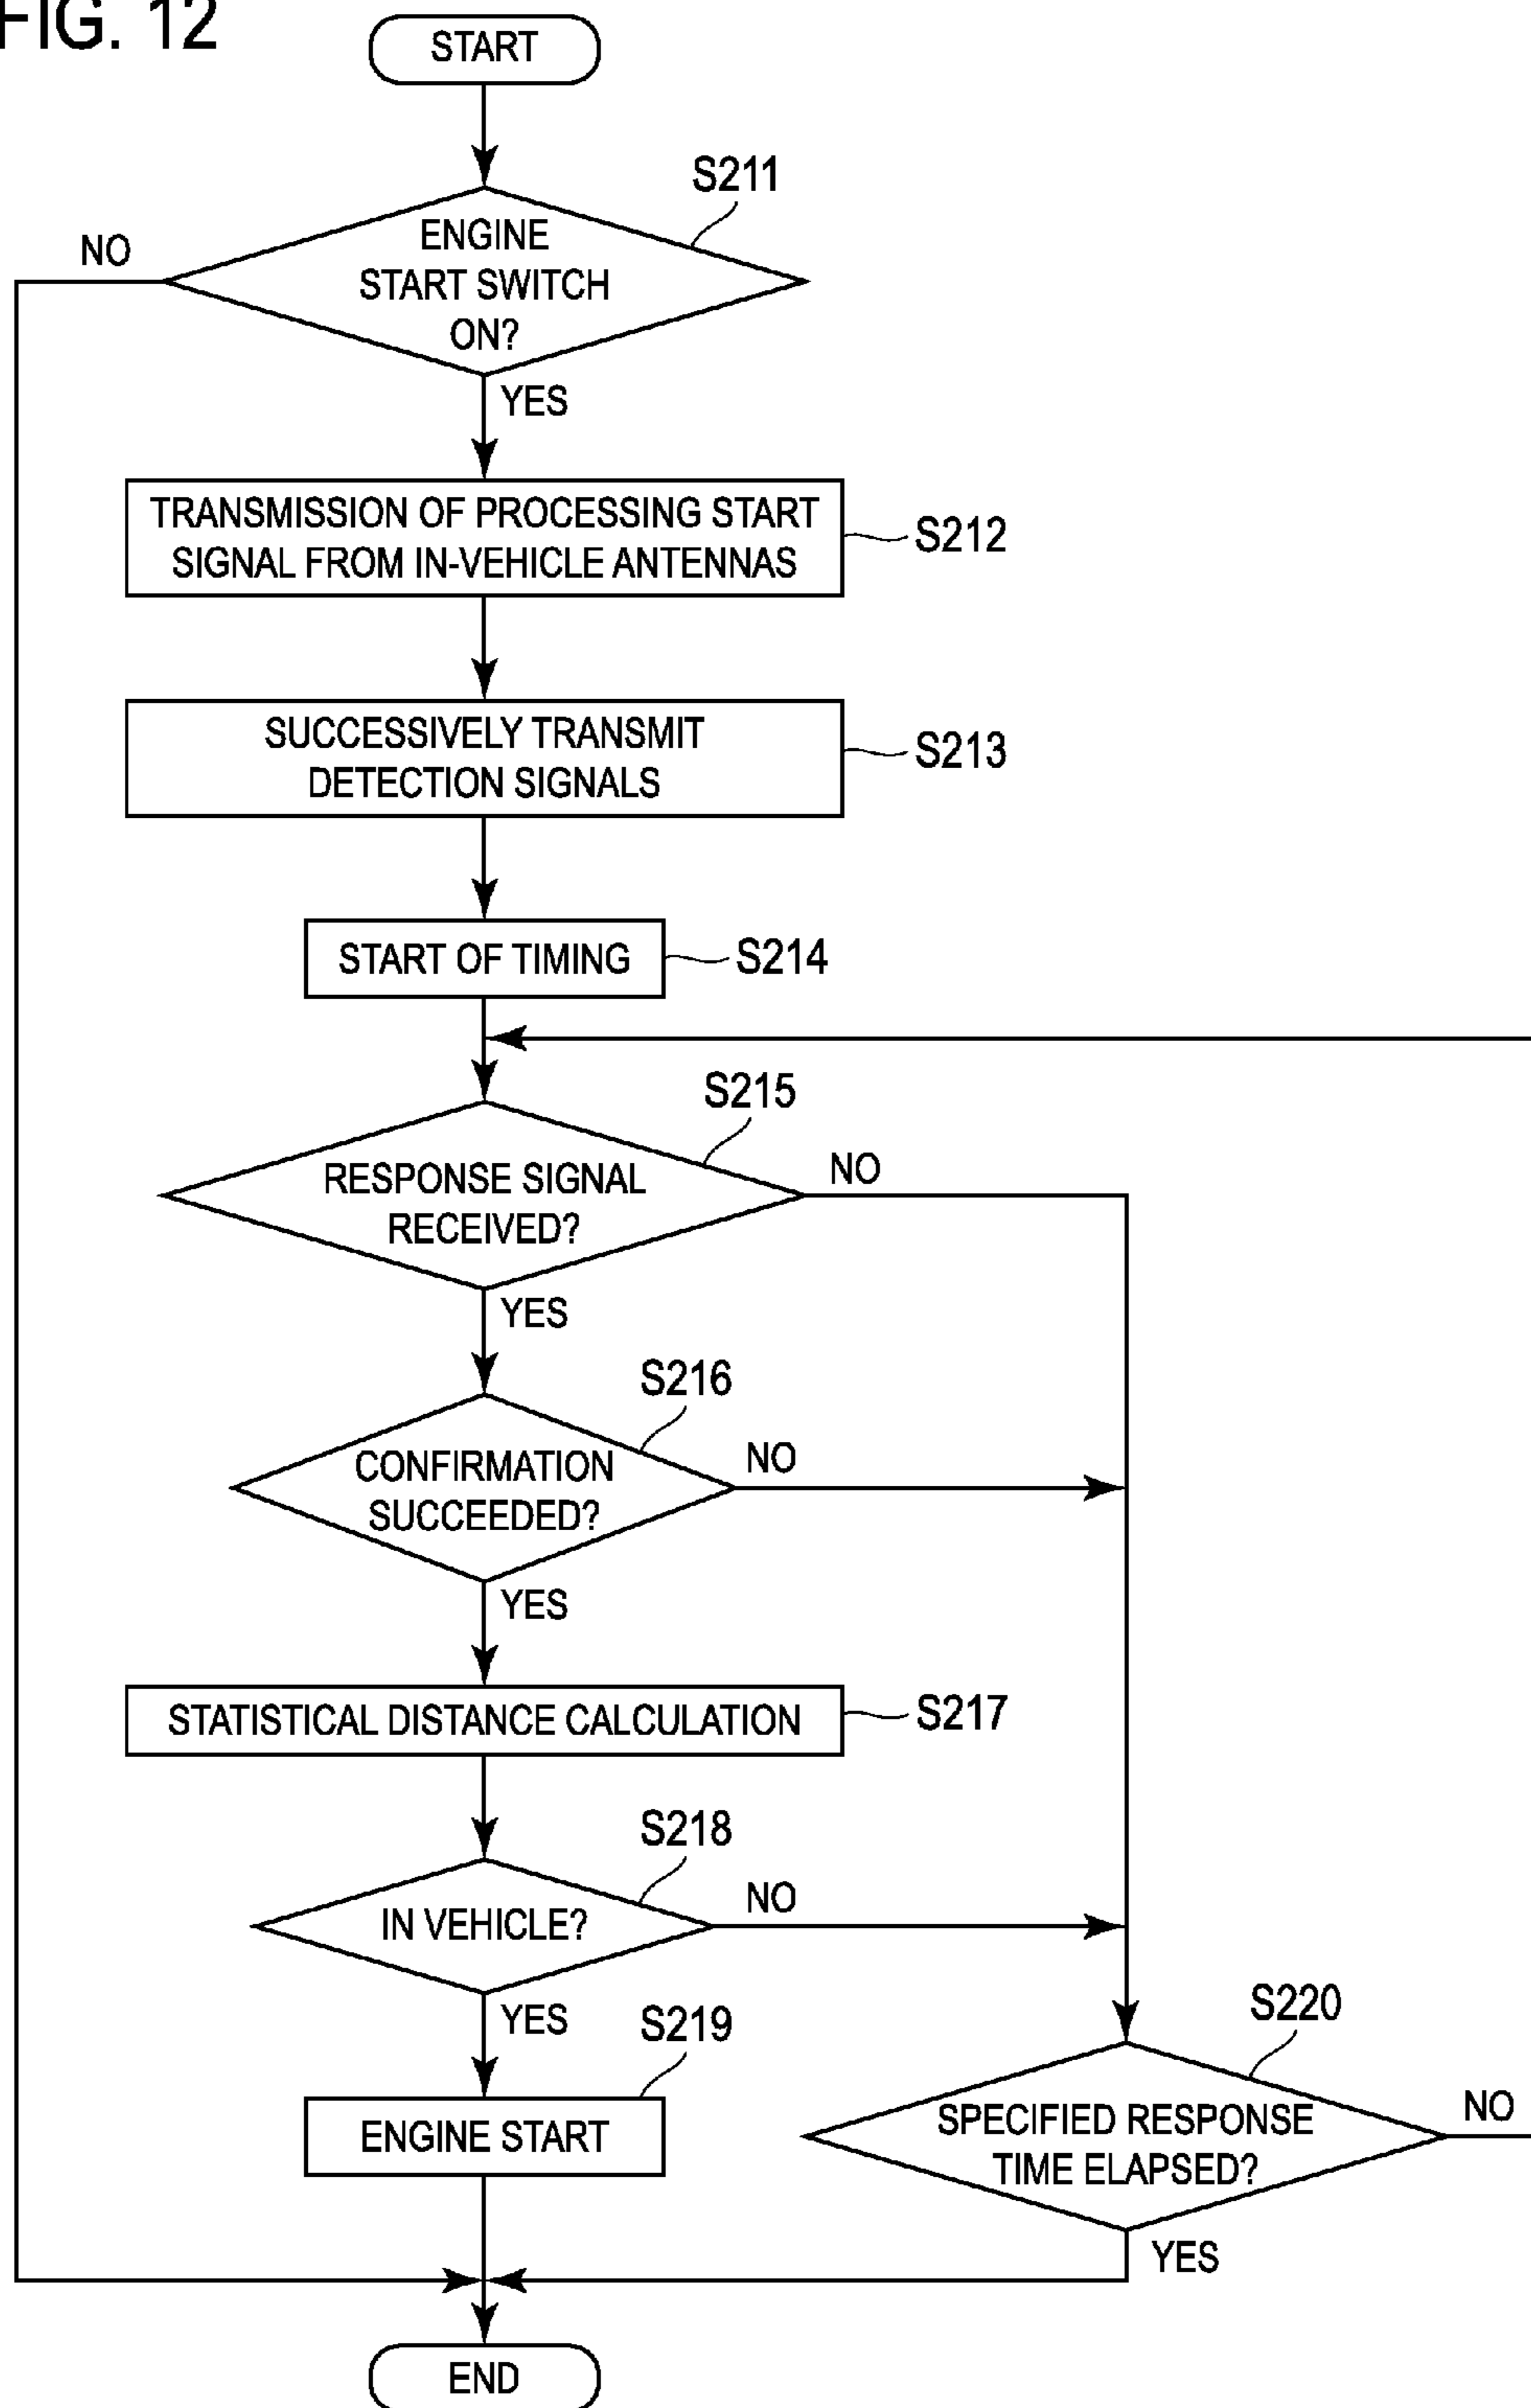 FIG. 12
START
S211
NO
ENGINE
START SWITCH
ON?
YES
TRANSMISSION OF PROCESSING START
SIGNAL FROM IN-VEHICLE ANTENNAS
S212
SUCCESSIVELY TRANSMIT
DETECTION SIGNALS
S213
START OF TIMING
S214
S215
RESPONSE SIGNAL
RECEIVED?
NO
YES
S216
CONFIRMATION
SUCCEEDED?
NO
YES
STATISTICAL DISTANCE CALCULATION
S217
S218
IN VEHICLE?
NO
YES
S219
ENGINE START
S220
SPECIFIED RESPONSE
TIME ELAPSED?
NO
YES
END